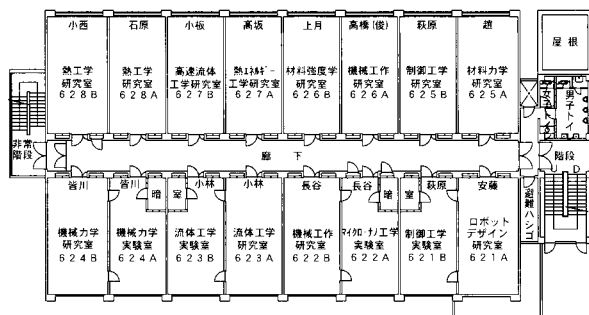 小西
熱工学
研究室
628B
石原
熱工学
研究室
628A
小板
高速流体
工学研究室
627B
高坂
熱エネルギー
工学研究室
627A
上月
材料強度学
研究室
626B
高橋(俊)
機械工作
研究室
626A
萩原
制御工学
研究室
625B
趙
材料力学
研究室
625A
屋根
女子トイレ
男子トイレ
非常
階段
廊下
階段
U D
避難ハシゴ
皆川
機械力学
研究室
624B
皆川
機械力学
実験室
624A
暗室
小林
流体工学
実験室
623B
小林
流体工学
研究室
623A
長谷
機械工作
研究室
622B
長谷
マイクロ・ナノ工学
実験室
622A
暗室
萩原
制御工学
実験室
621B
安藤
ロボット
デザイン
研究室
621A